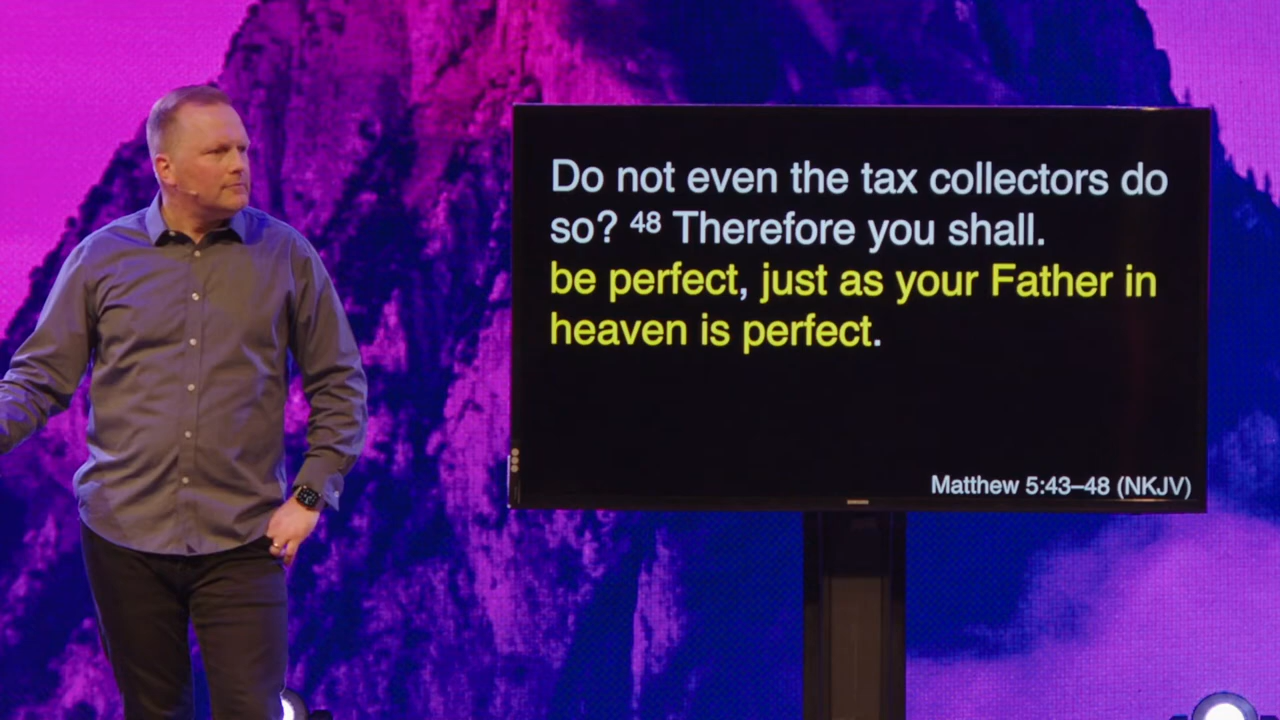 Do not even the tax collectors do
so? ⁴⁸ Therefore you shall.
be perfect, just as your Father in
heaven is perfect.
Matthew 5:43–48 (NKJV)